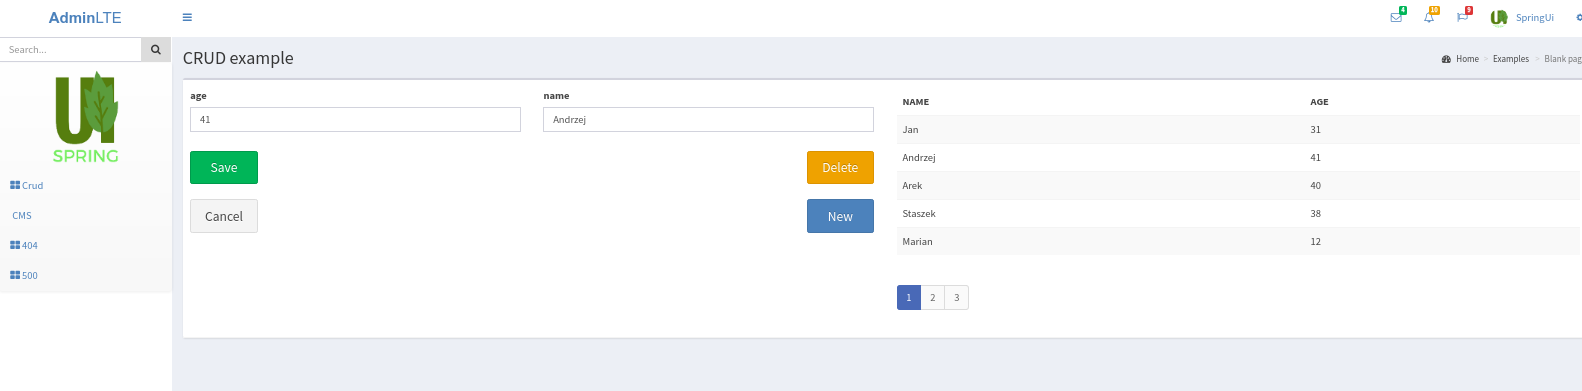 AdminLTE
4
10
9
SpringUi
Search...
CRUD example
Home > Examples > Blank pag
UI
SPRING
Crud
CMS
404
500
age
name
41
Andrzej
Save
Delete
Cancel
New
NAME AGE
Jan 31
Andrzej 41
Arek 40
Staszek 38
Marian 12
1 2 3